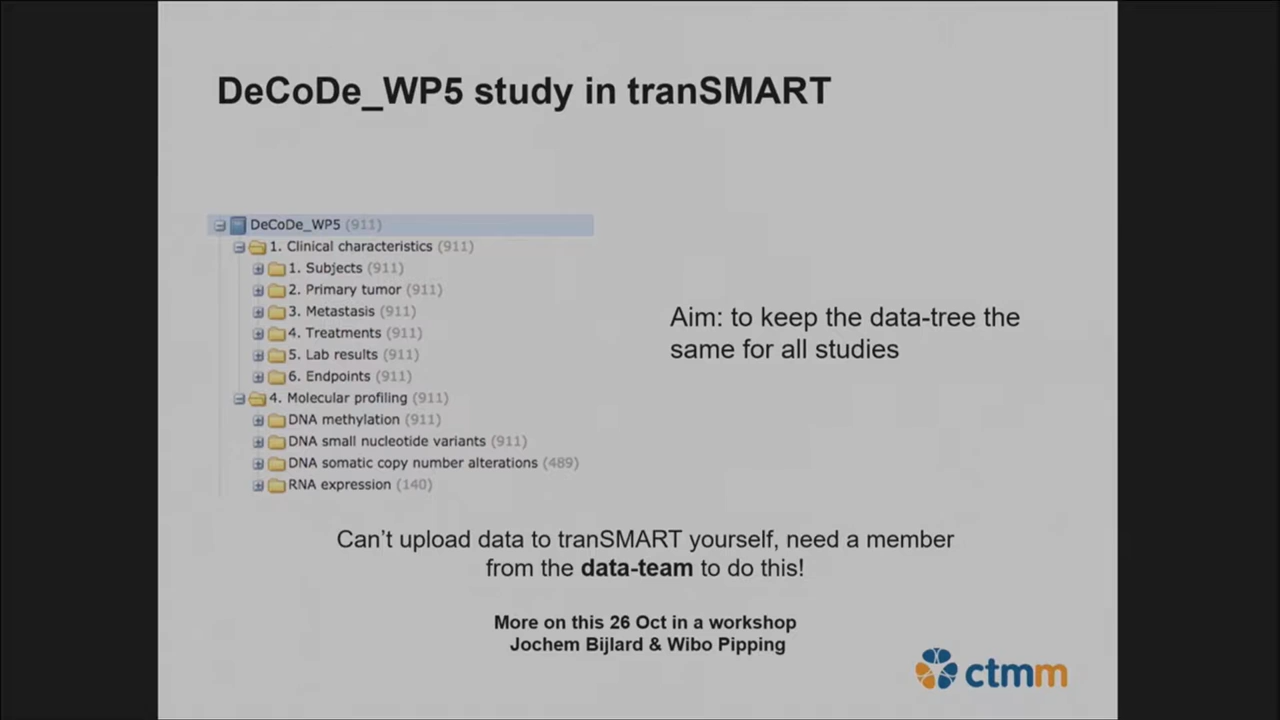 DeCoDe_WP5 study in tranSMART
DeCoDe_WP5 (911)
1. Clinical characteristics (911)
1. Subjects (911)
2. Primary tumor (911)
3. Metastasis (911)
4. Treatments (911)
5. Lab results (911)
6. Endpoints (911)
4. Molecular profiling (911)
DNA methylation (911)
DNA small nucleotide variants (911)
DNA somatic copy number alterations (489)
RNA expression (140)
Aim: to keep the data-tree the
same for all studies
Can't upload data to tranSMART yourself, need a member
from the data-team to do this!
More on this 26 Oct in a workshop
Jochem Bijlard & Wibo Pipping
ctmm